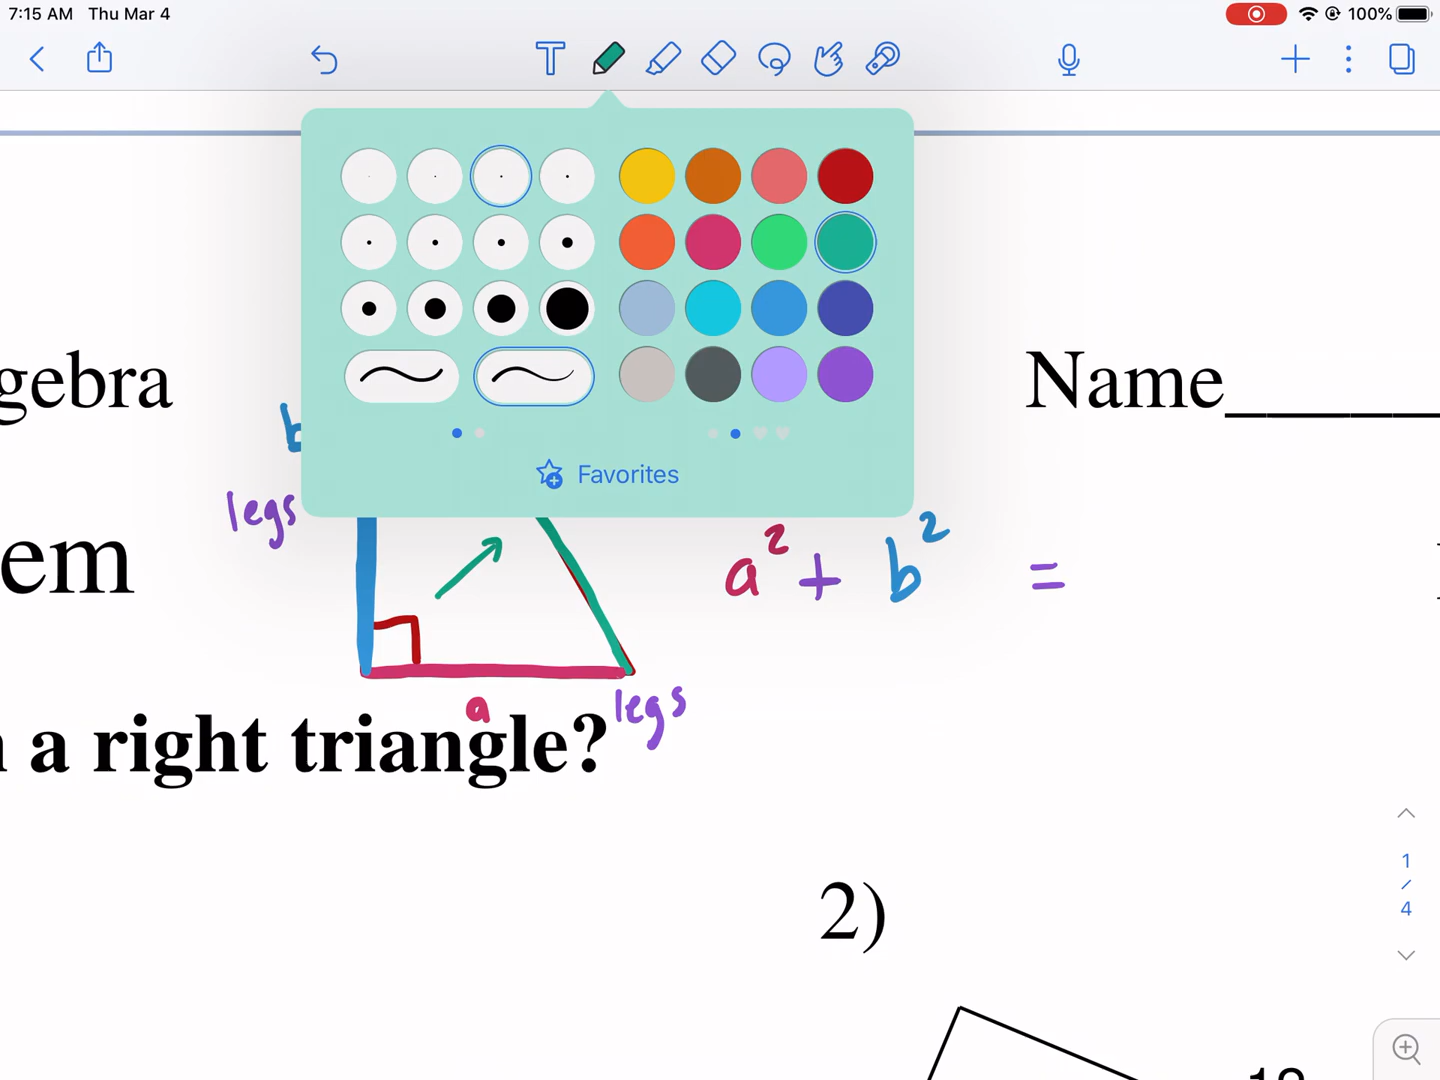 7:15 AM Thu Mar 4 100%
T
gebra
Name______
b
Favorites
legs
em
a² + b² =
a
legs
a right triangle?
1
/
4
2)